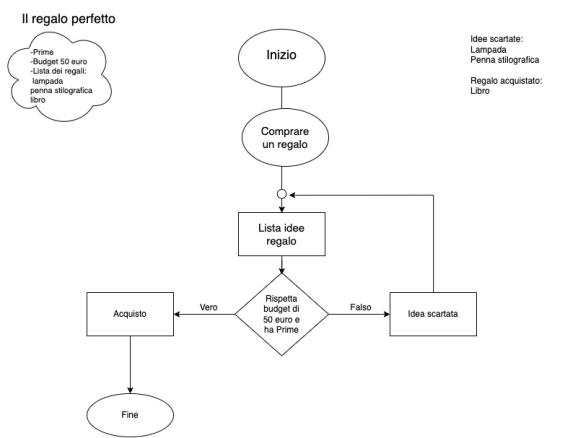 Il regalo perfetto
-Prime
-Budget 50 euro
-Lista dei regali:
lampada
penna stilografica
libro
Idee scartate:
Lampada
Penna stilografica
Regalo acquistato:
Libro
Inizio
Comprare
un regalo
Lista idee
regalo
Rispetta
budget di
50 euro e
ha Prime
Vero
Falso
Acquisto
Idea scartata
Fine